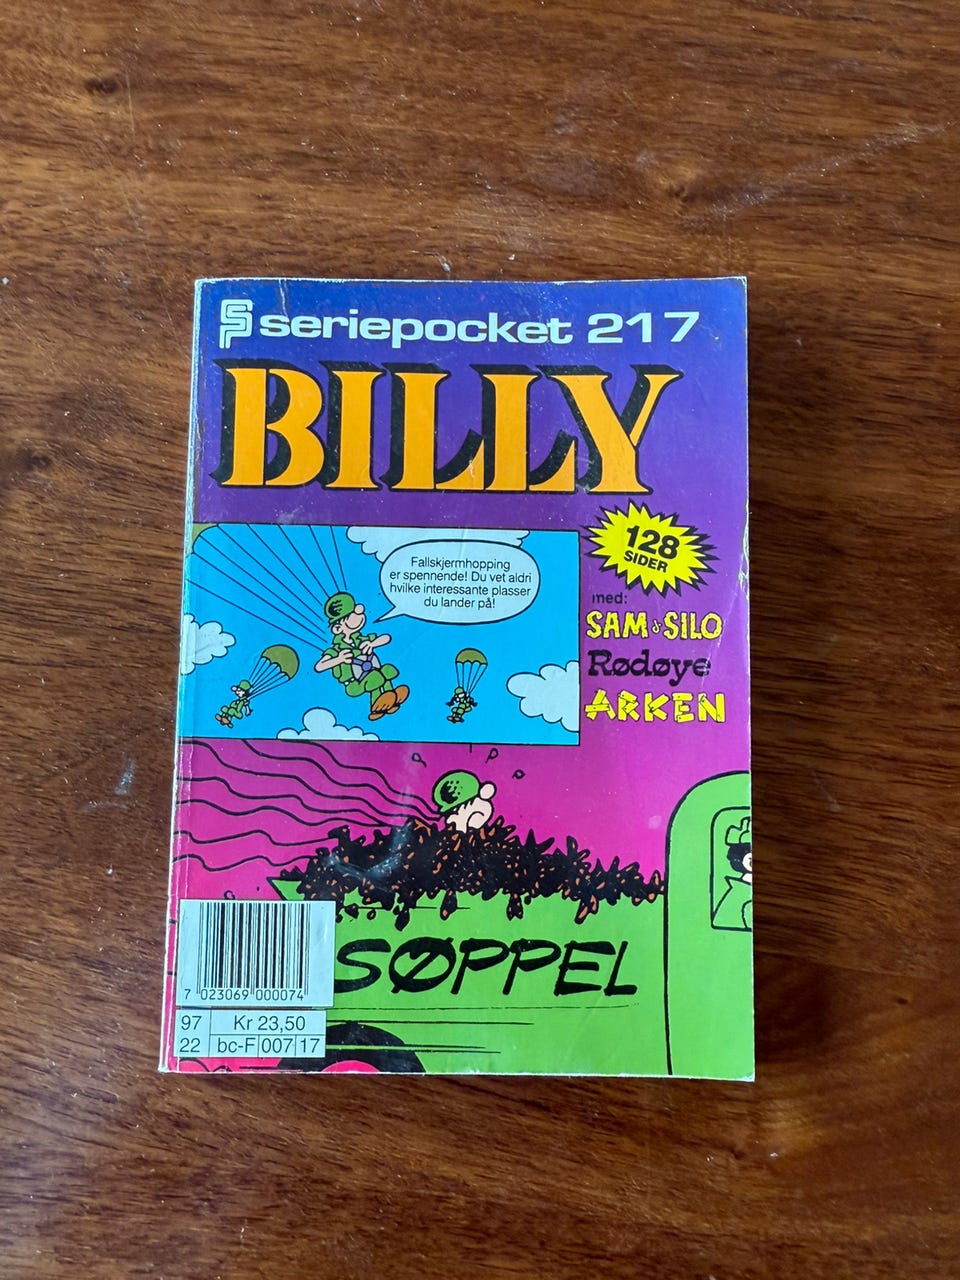 SP seriepocket 217
BILLY
Fallskjermhopping
er spennende! Du vet aldri
hvilke interessante plasser
du lander på!
128
SIDER
med:
SAM & SILO
Rødøye
ARKEN
SØPPEL
7 023069 000074
97 Kr 23,50
22 bc-F 007 17